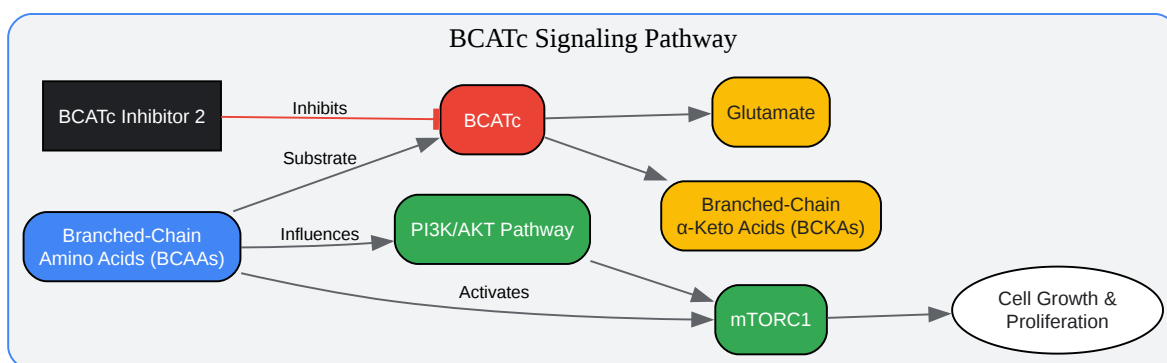 BCATc Signaling Pathway
BCATc Inhibitor 2
Inhibits
BCATc
Glutamate
Substrate
Branched-Chain
α-Keto Acids (BCKAs)
Branched-Chain
Amino Acids (BCAAs)
Influences
PI3K/AKT Pathway
Activates
mTORC1
Cell Growth &
Proliferation